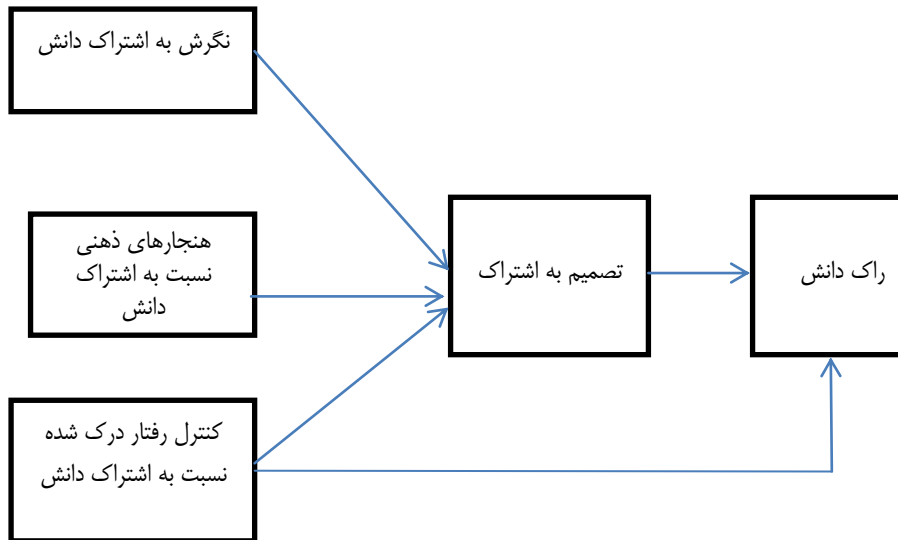 نگرش به اشتراک دانش
هنجارهای ذهنی
نسبت به اشتراک
دانش
تصمیم به اشتراک
راک دانش
کنترل رفتار درک شده
نسبت به اشتراک دانش